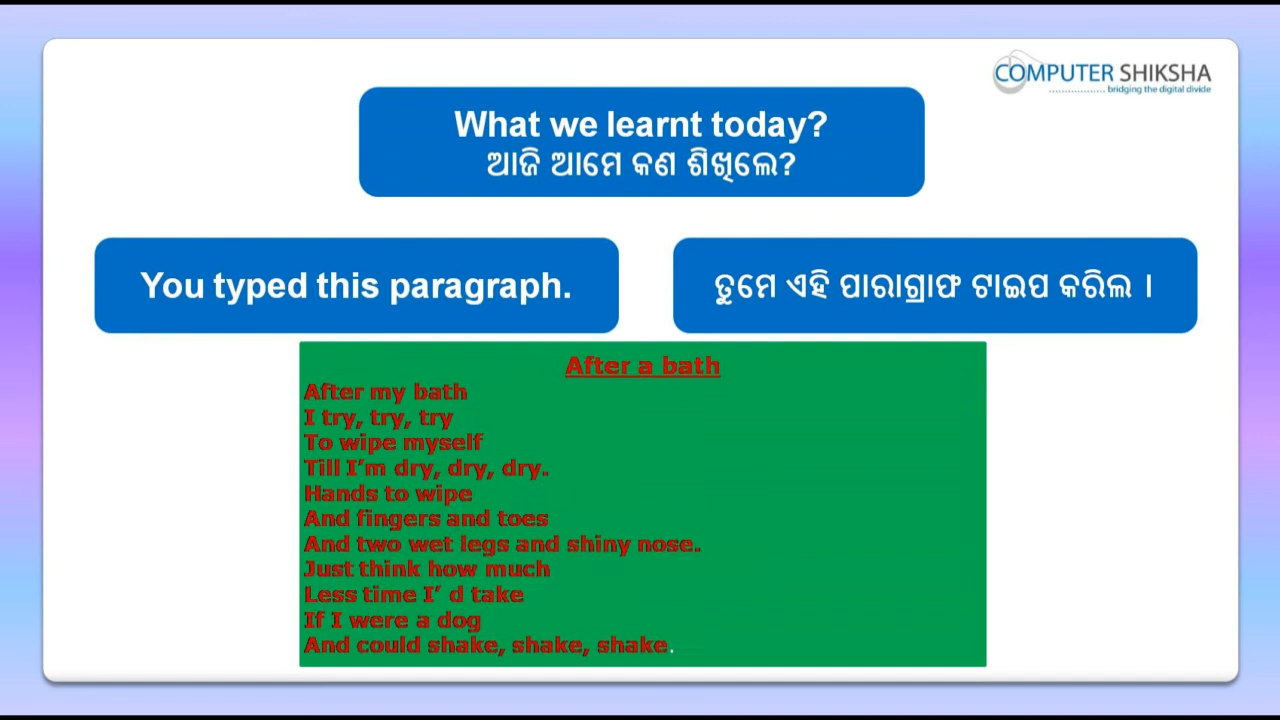 COMPUTER SHIKSHA
bridging the digital divide
What we learnt today?
ଆଜି ଆମେ କଣ ଶିଖିଲେ?
You typed this paragraph.
ତୁମେ ଏହି ପାରାଗ୍ରାଫ ଟାଇପ କରିଲ ।
After a bath
After my bath
I try, try, try
To wipe myself
Till I’m dry, dry, dry.
Hands to wipe
And fingers and toes
And two wet legs and shiny nose.
Just think how much
Less time I’ d take
If I were a dog
And could shake, shake, shake.